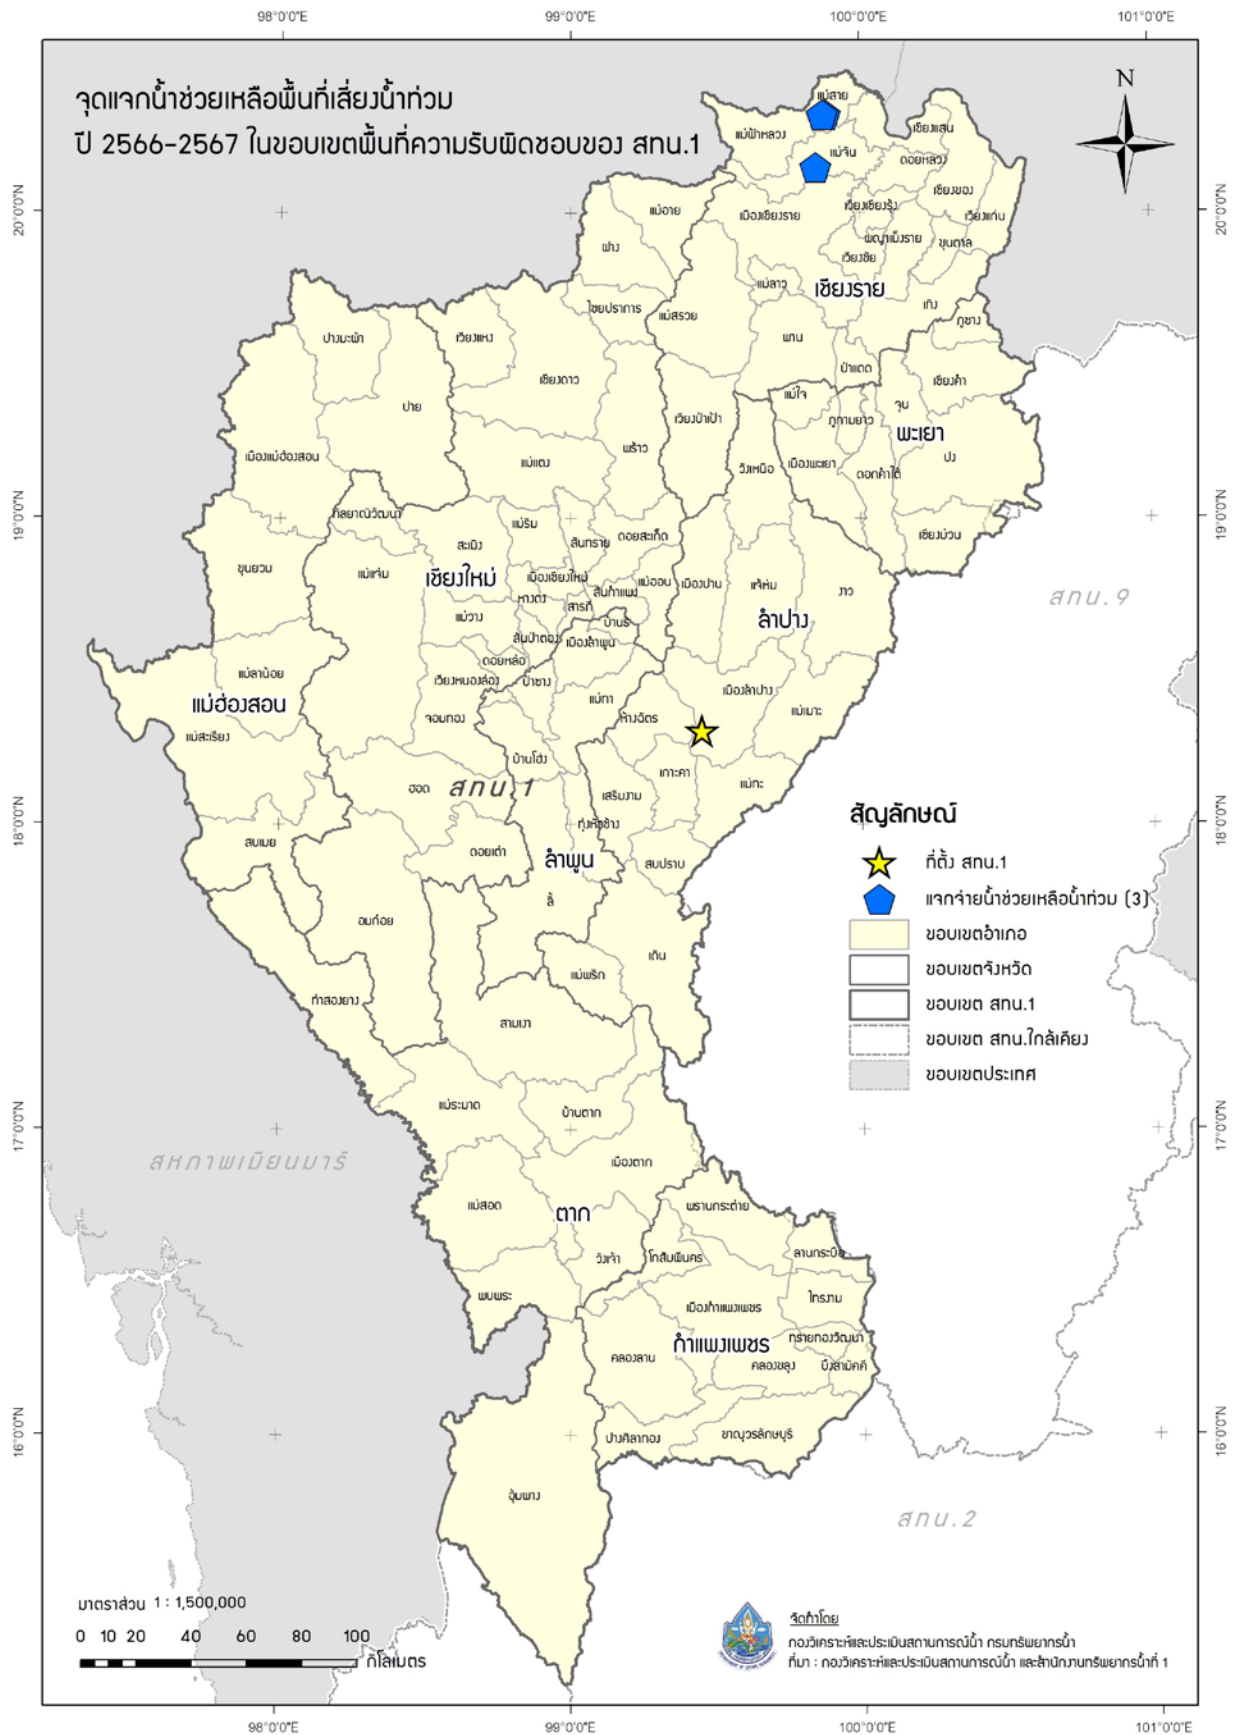 98°0'0"E 99°0'0"E 100°0'0"E 101°0'0"E
จุดแจกน้ำช่วยเหลือพื้นที่เสี่ยงน้ำท่วม
ปี 2566-2567 ในขอบเขตพื้นที่ความรับผิดชอบของ สทน.1
N
แม่สาย
แม่ฟ้าหลวง
เชียงแสน
แม่จัน
ดอยหลวง
เชียงของ
20°0'0"N
แม่อาย
เมืองเชียงราย
เวียงเชียงรุ้ง
เวียงแก่น
20°0'0"N
ฝาง
พญาเม็งราย
ขุนตาล
เวียงชัย
แม่ลาว
เชียงราย
ไชยปราการ
แม่สรวย
เทิง
ภูซาง
ปางมะผ้า
เวียงแหง
พาน
ป่าแดด
เชียงดาว
เชียงคำ
ปาย
แม่ใจ
จุน
เวียงป่าเป้า
ภูกามยาว
พะเยา
พร้าว
เมืองแม่ฮ่องสอน
แม่แตง
วังเหนือ
เมืองพะเยา
ปง
ดอกคำใต้
19°0'0"N
กัลยาณิวัฒนา
แม่ริม
19°0'0"N
สะเมิง
สันทราย
ดอยสะเก็ด
เชียงม่วน
ขุนยวม
แม่แจ่ม
เชียงใหม่
เมืองเชียงใหม่
แม่ออน
เมืองปาน
แจ้ห่ม
งาว
สทน.9
หางดง
สันกำแพง
สารภี
แม่วาง
บ้านธิ
ลำปาง
สันป่าตอง
เมืองลำพูน
ดอยหล่อ
แม่ลาน้อย
เวียงหนองล่อง
ป่าซาง
เมืองลำปาง
แม่ฮ่องสอน
แม่ทา
แม่เมาะ
จอมทอง
ห้างฉัตร
แม่สะเรียง
บ้านโฮ่ง
เกาะคา
ฮอด
สทน.1
เสริมงาม
แม่ทะ
18°0'0"N
ทุ่งหัวช้าง
สัญลักษณ์
18°0'0"N
สบเมย
ดอยเต่า
ลำพูน
สบปราบ
ที่ตั้ง สทน.1
ลี้
แจกจ่ายน้ำช่วยเหลือน้ำท่วม (3)
อมก๋อย
ขอบเขตอำเภอ
เถิน
แม่พริก
ขอบเขตจังหวัด
ท่าสองยาง
ขอบเขต สทน.1
สามเงา
ขอบเขต สทน.ใกล้เคียง
ขอบเขตประเทศ
แม่ระมาด
บ้านตาก
17°0'0"N
17°0'0"N
สหภาพเมียนมาร์
เมืองตาก
แม่สอด
ตาก
พรานกระต่าย
วังเจ้า
โกสัมพีนคร
ลานกระบือ
พบพระ
เมืองกำแพงเพชร
ไทรงาม
กำแพงเพชร
ทรายทองวัฒนา
คลองลาน
คลองขลุง
บึงสามัคคี
16°0'0"N
ปางศิลาทอง
ขาณุวรลักษบุรี
16°0'0"N
อุ้มผาง
สทน.2
มาตราส่วน 1 : 1,500,000
0 10 20 40 60 80 100
กิโลเมตร
จัดทำโดย
กองวิเคราะห์และประเมินสถานการณ์น้ำ กรมทรัพยากรน้ำ
ที่มา : กองวิเคราะห์และประเมินสถานการณ์น้ำ และสำนักงานทรัพยากรน้ำที่ 1
98°0'0"E 99°0'0"E 100°0'0"E 101°0'0"E